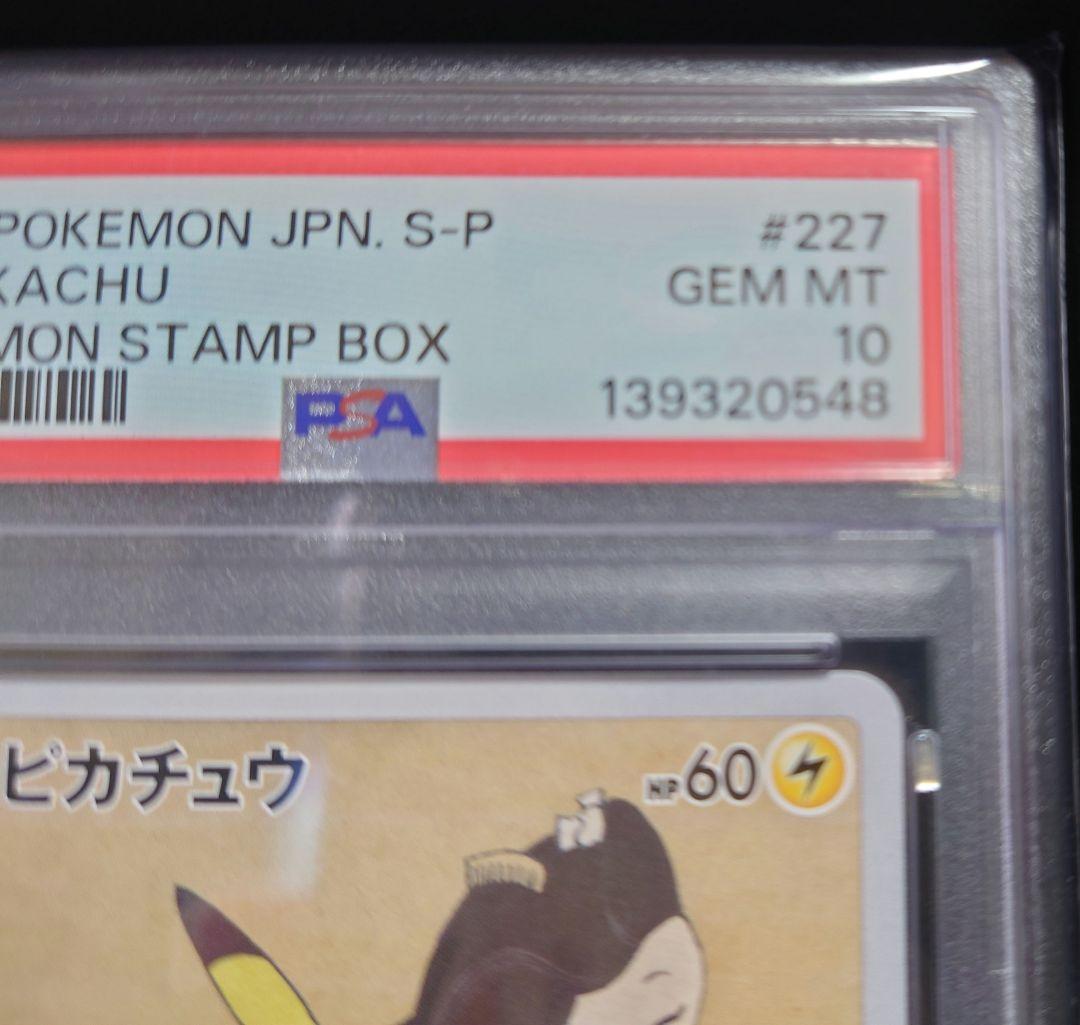 POKEMON JPN. S-P #227
KACHU GEM MT
MON STAMP BOX 10
PSA 139320548
ピカチュウ HP60